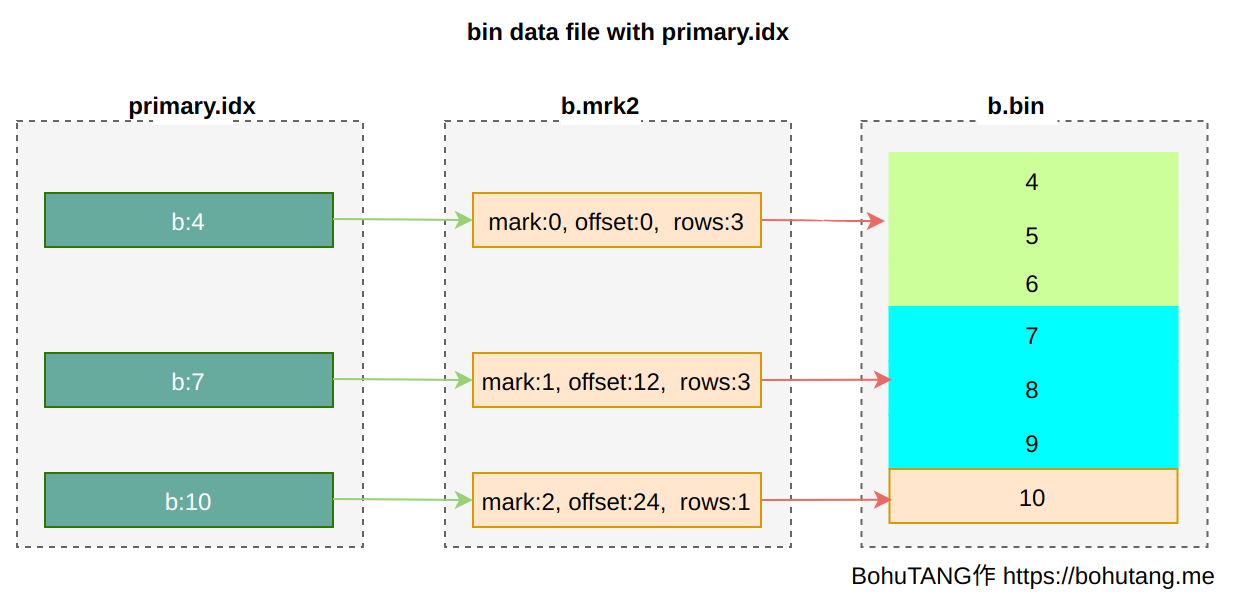 bin data file with primary.idx
primary.idx
b.mrk2
b.bin
b:4
mark:0, offset:0,  rows:3
4
5
6
b:7
mark:1, offset:12,  rows:3
7
8
9
b:10
mark:2, offset:24,  rows:1
10
BohuTANG作 https://bohutang.me